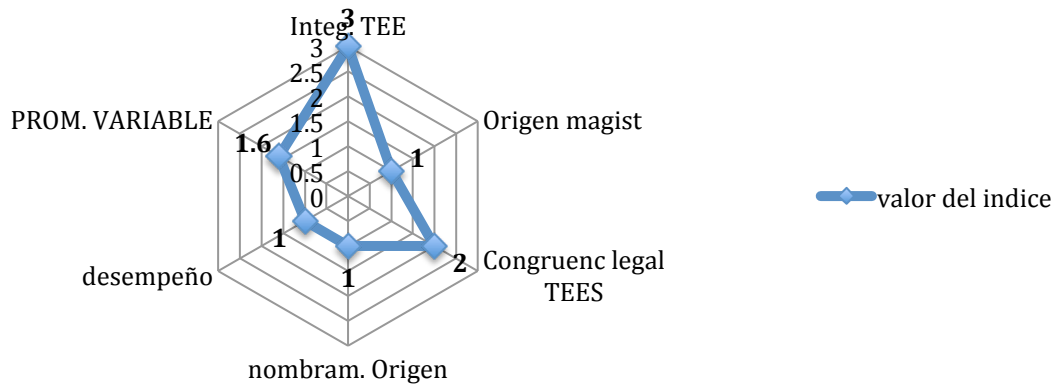 3
Integ. TEE
3
2.5
2
1.5
1
0.5
0
Origen magist
1
Congruenc legal
TEES
2
nombram. Origen
1
desempeño
1
PROM. VARIABLE
1.6
valor del indice